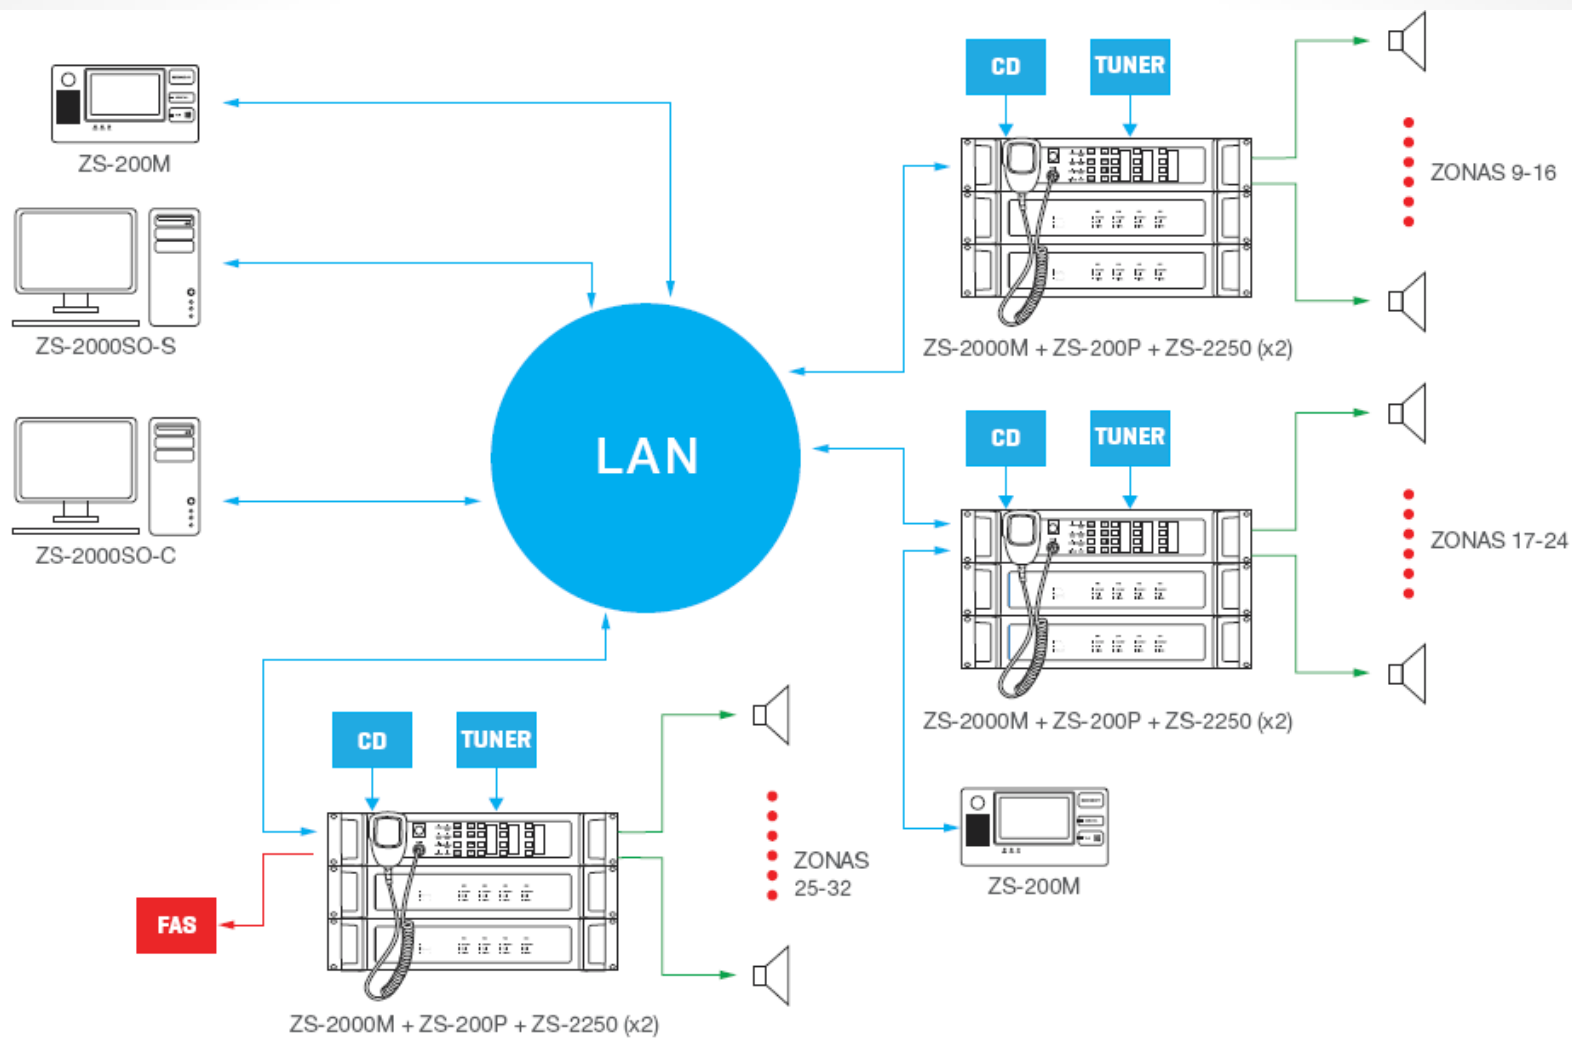 ZS-200M
ZS-2000SO-S
ZS-2000SO-C
LAN
CD
TUNER
ZONAS 9-16
ZS-2000M + ZS-200P + ZS-2250 (x2)
CD
TUNER
ZONAS 17-24
ZS-2000M + ZS-200P + ZS-2250 (x2)
ZS-200M
CD
TUNER
ZONAS
25-32
FAS
ZS-2000M + ZS-200P + ZS-2250 (x2)